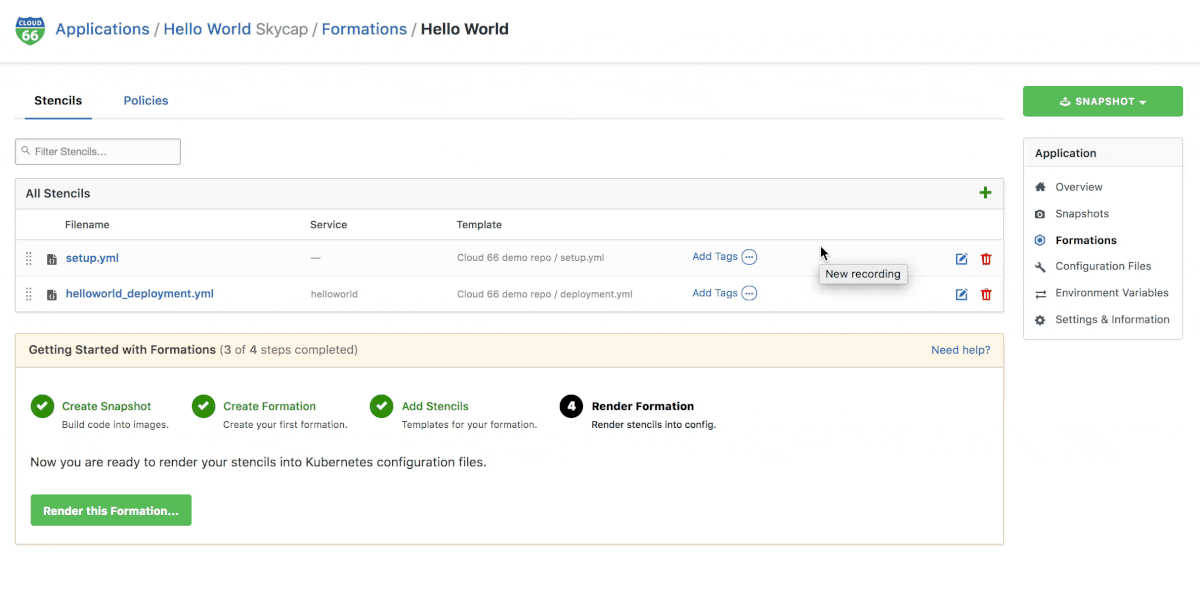 CLOUD 66 Applications / Hello World Skycap / Formations / Hello World
Stencils Policies
SNAPSHOT
Filter Stencils...
All Stencils
Filename Service Template
setup.yml — Cloud 66 demo repo / setup.yml Add Tags
helloworld_deployment.yml helloworld Cloud 66 demo repo / deployment.yml Add Tags
New recording
Application
Overview
Snapshots
Formations
Configuration Files
Environment Variables
Settings & Information
Getting Started with Formations (3 of 4 steps completed) Need help?
Create Snapshot
Build code into images.
Create Formation
Create your first formation.
Add Stencils
Templates for your formation.
4 Render Formation
Render stencils into config.
Now you are ready to render your stencils into Kubernetes configuration files.
Render this Formation...